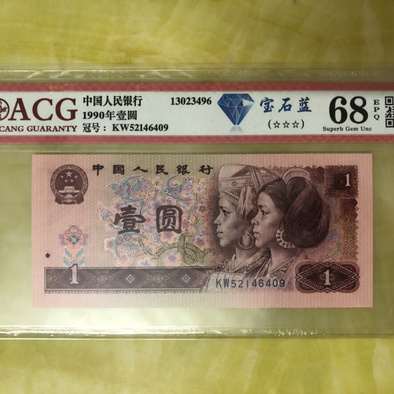 ACG
CANG GUARANTY
中国人民银行
1990年壹圆
冠号： KW52146409
13023496
宝石蓝
(☆☆☆)
68
EPQ
Superb Gem Unc
中国人民银行
1
壹圆
KW52146409
1
1